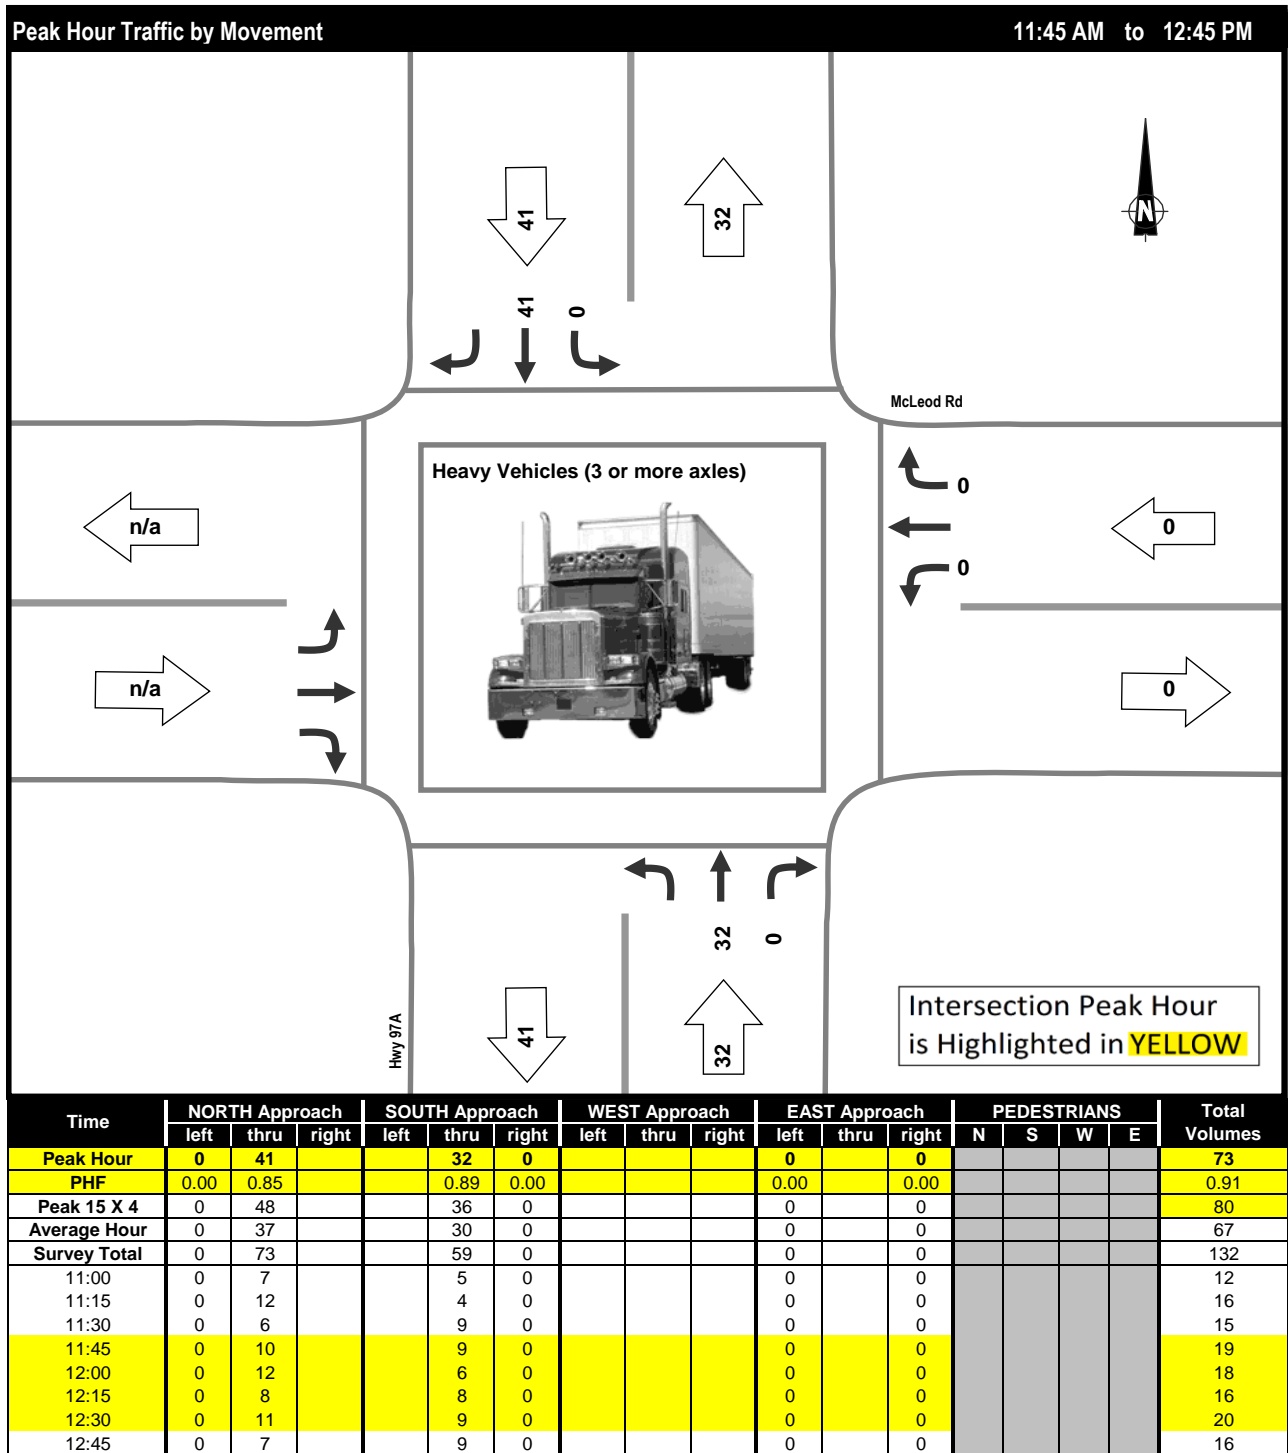 Peak Hour Traffic by Movement 11:45 AM to 12:45 PM
41 32
N
41 0
McLeod Rd
Heavy Vehicles (3 or more axles)
0
n/a 0
0
n/a 0
32 0
Intersection Peak Hour
is Highlighted in YELLOW
Hwy 97A
41 32
Time NORTH Approach SOUTH Approach WEST Approach EAST Approach PEDESTRIANS Total Volumes
left thru right left thru right left thru right left thru right N S W E
Peak Hour 0 41 32 0 0 0 73
PHF 0.00 0.85 0.89 0.00 0.00 0.00 0.91
Peak 15 X 4 0 48 36 0 0 0 80
Average Hour 0 37 30 0 0 0 67
Survey Total 0 73 59 0 0 0 132
11:00 0 7 5 0 0 0 12
11:15 0 12 4 0 0 0 16
11:30 0 6 9 0 0 0 15
11:45 0 10 9 0 0 0 19
12:00 0 12 6 0 0 0 18
12:15 0 8 8 0 0 0 16
12:30 0 11 9 0 0 0 20
12:45 0 7 9 0 0 0 16